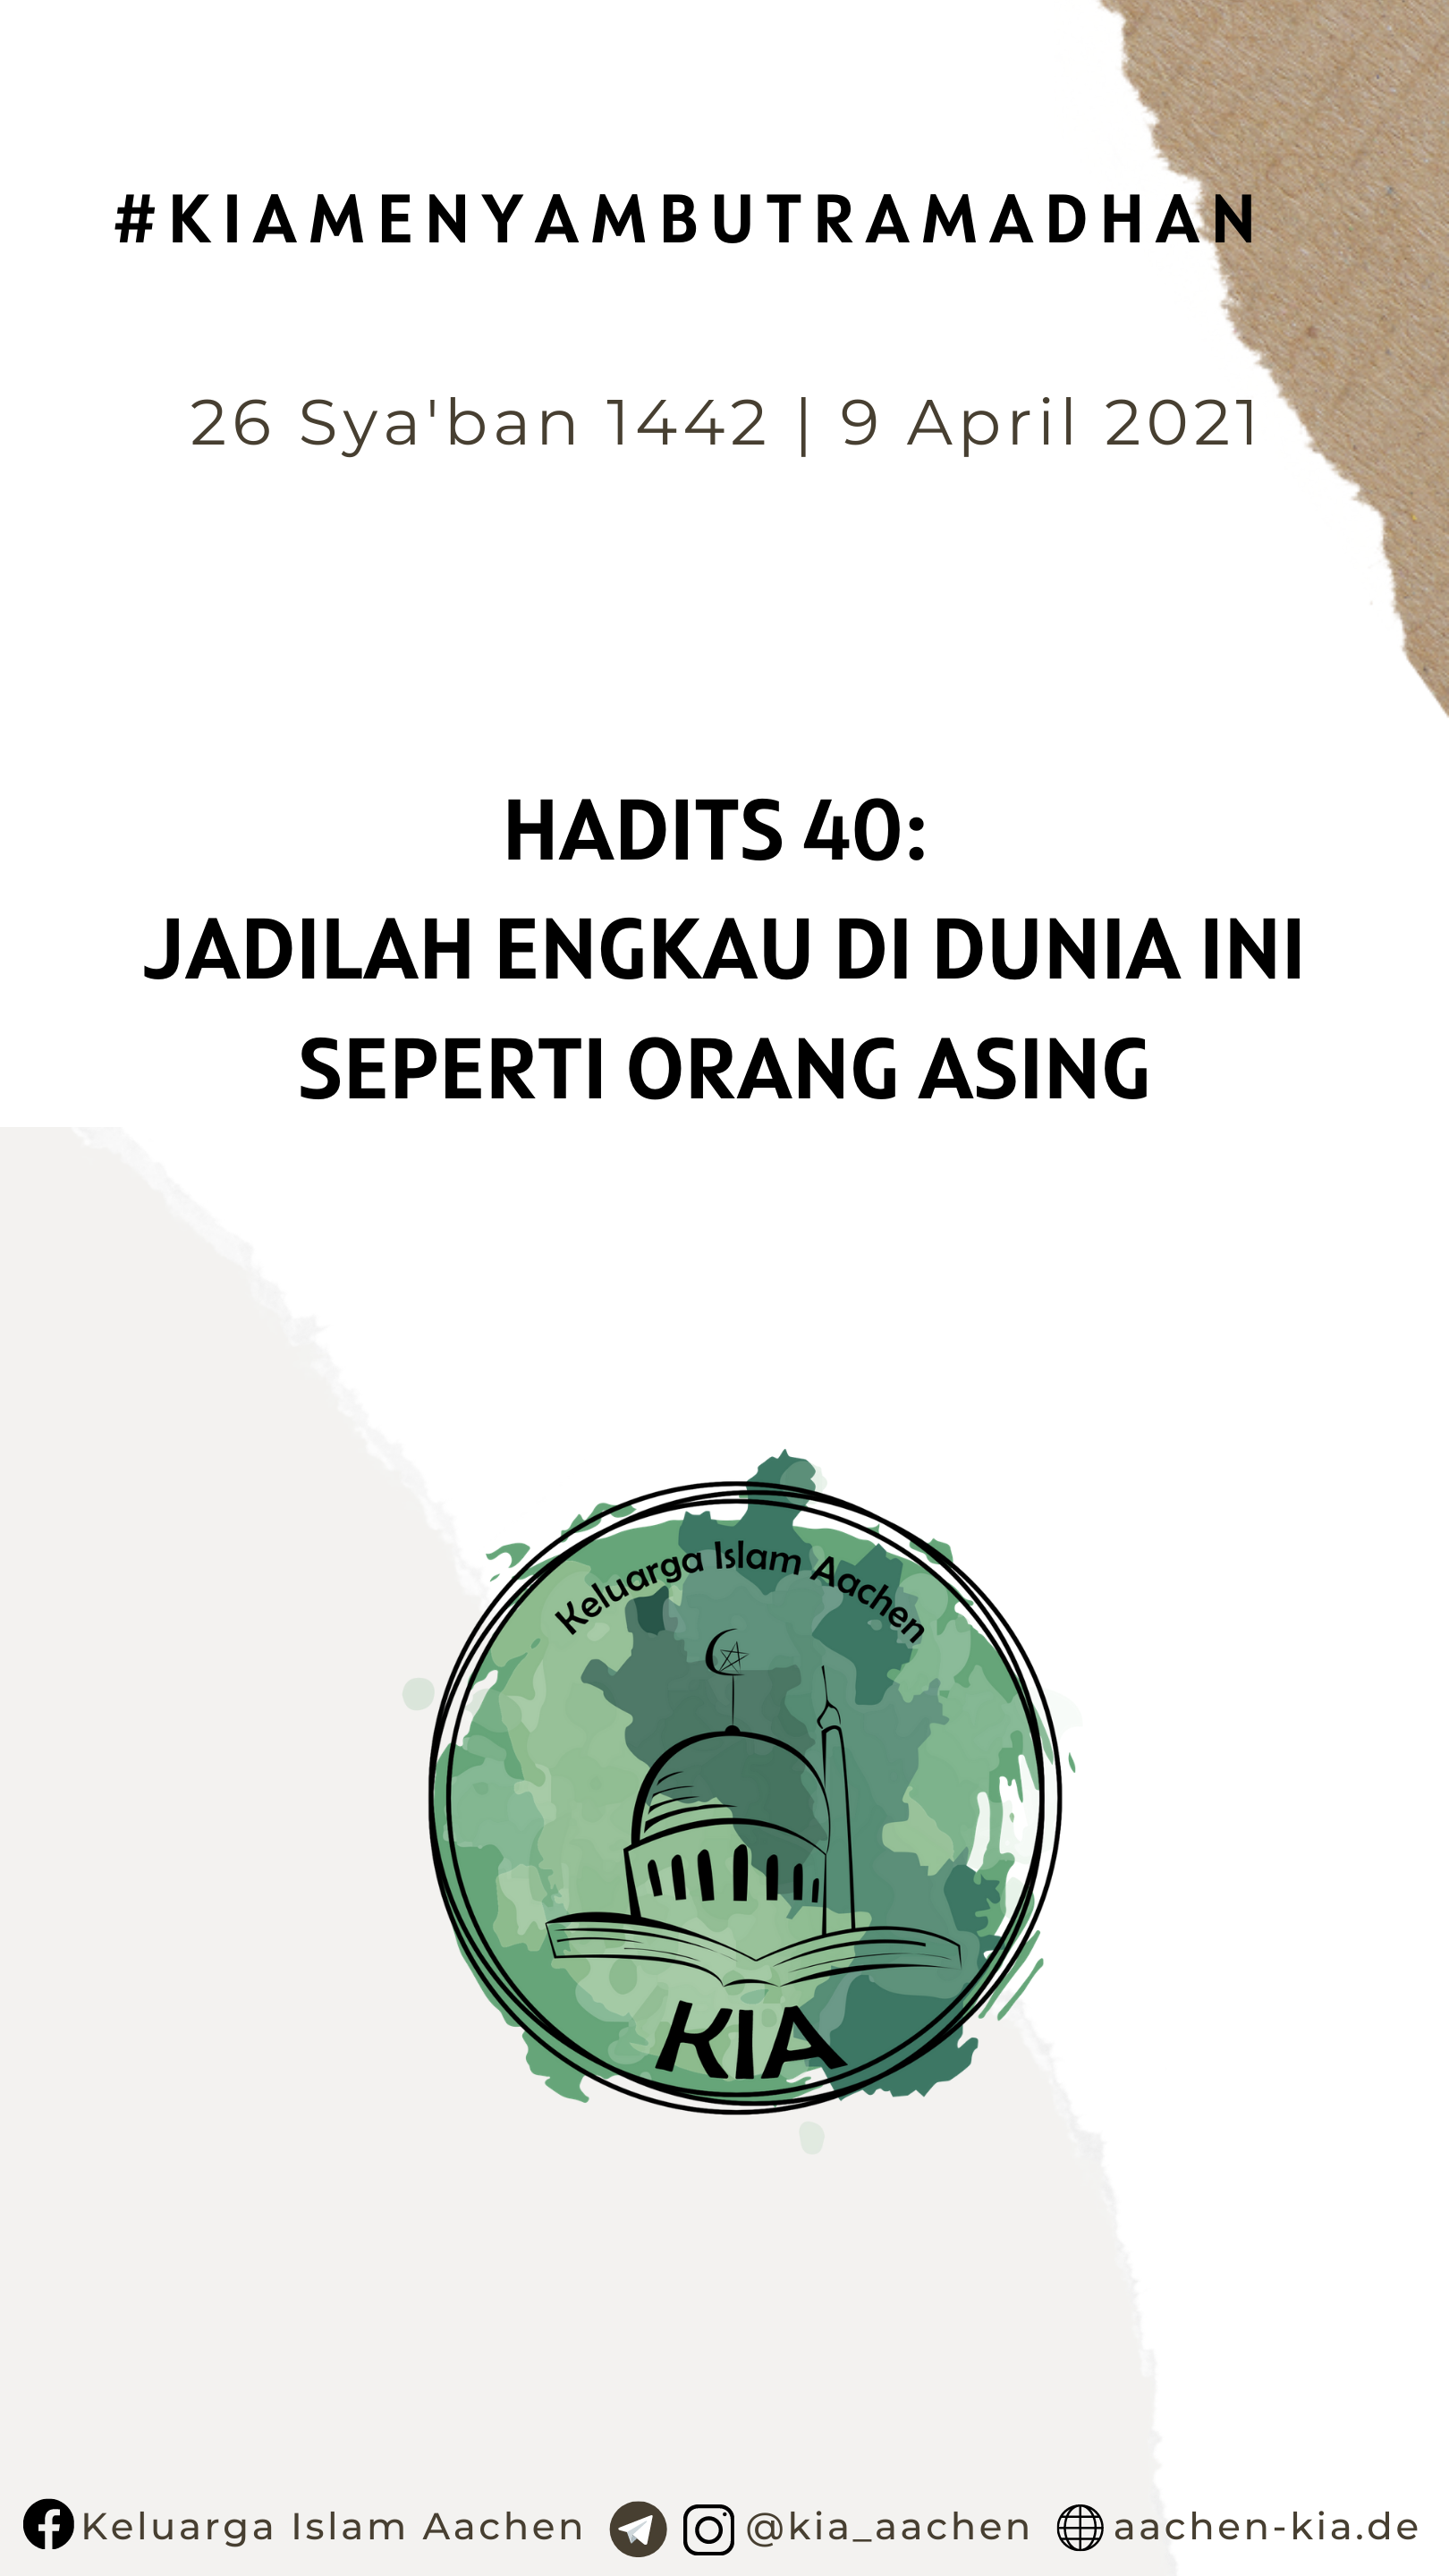 #KIAMENYAMBUTRAMADHAN
26 Sya'ban 1442 | 9 April 2021
HADITS 40:
JADILAH ENGKAU DI DUNIA INI
SEPERTI ORANG ASING
Keluarga Islam Aachen
KIA
Keluarga Islam Aachen @kia_aachen aachen-kia.de